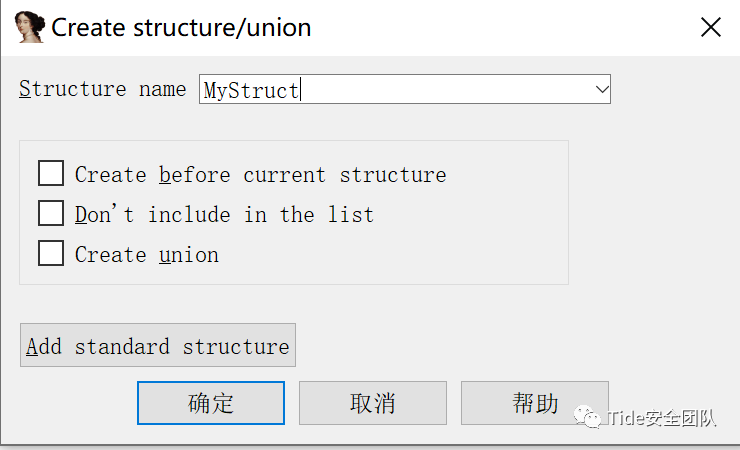 Create structure/union
Structure name MyStruct
Create before current structure
Don't include in the list
Create union
Add standard structure
确定 取消 帮助
Tide安全团队